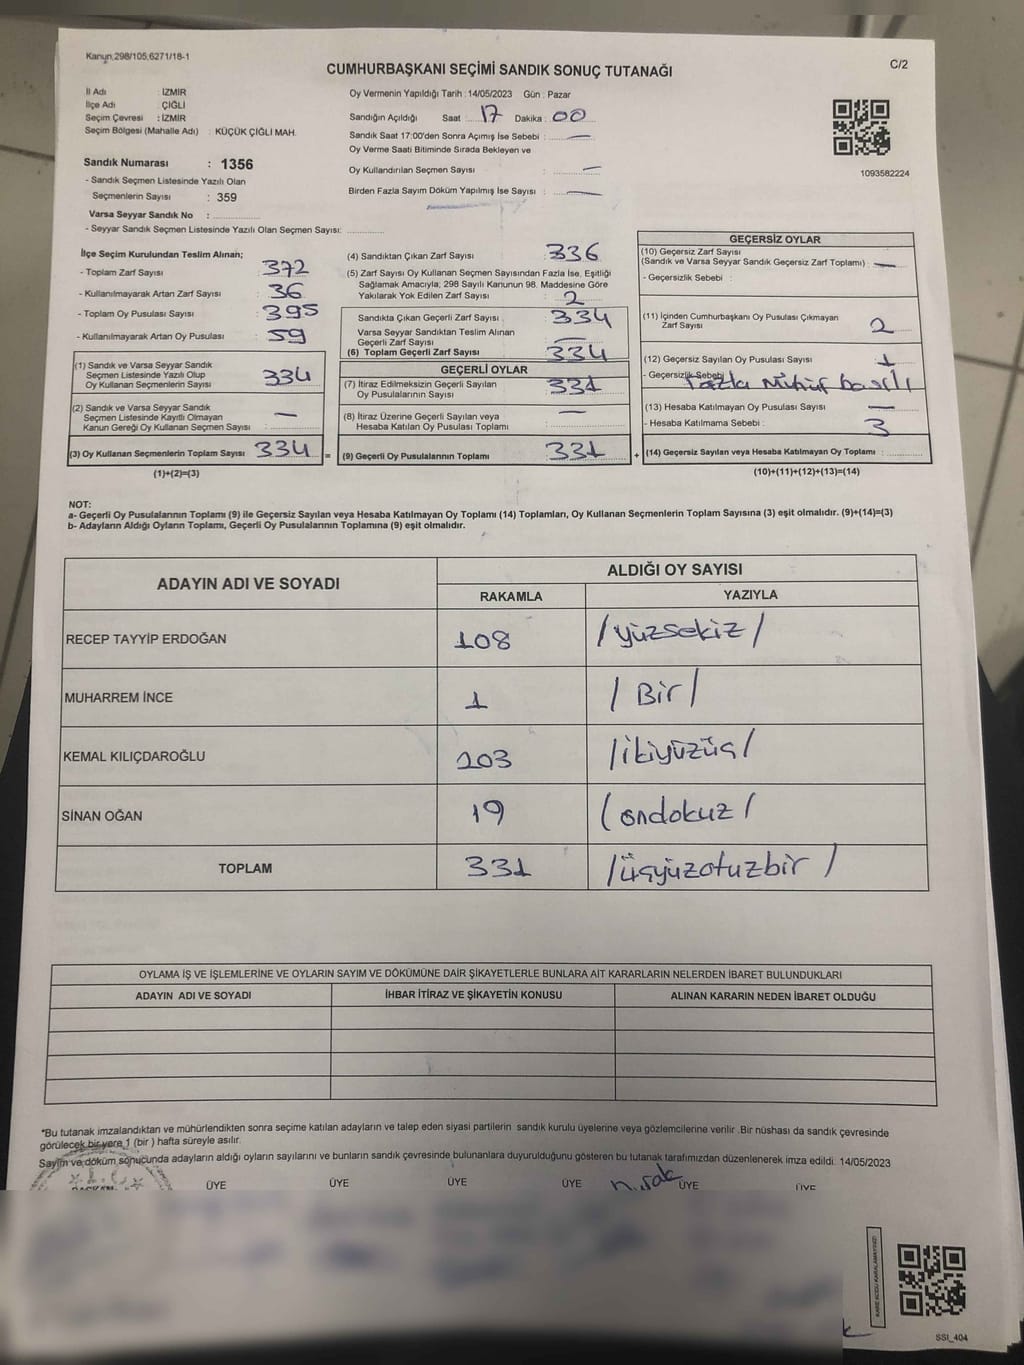 Kanun;298/105;6271/18-1
C/2
CUMHURBAŞKANI SEÇİMİ SANDIK SONUÇ TUTANAĞI
İl Adı : İZMİR
İlçe Adı : ÇİĞLİ
Seçim Çevresi : İZMİR
Seçim Bölgesi (Mahalle Adı) : KÜÇÜK ÇİĞLİ MAH.
Sandık Numarası : 1356
- Sandık Seçmen Listesinde Yazılı Olan
Seçmenlerin Sayısı : 359
Varsa Seyyar Sandık No :
- Seyyar Sandık Seçmen Listesinde Yazılı Olan Seçmen Sayısı:
Oy Vermenin Yapıldığı Tarih : 14/05/2023 Gün : Pazar
Sandığın Açıldığı Saat : 17 Dakika : 00
Sandık Saat 17:00'den Sonra Açılmış İse Sebebi : —
Oy Verme Saati Bitiminde Sırada Bekleyen ve
Oy Kullandırılan Seçmen Sayısı : —
Birden Fazla Sayım Döküm Yapılmış İse Sayısı : —
1093582224
İlçe Seçim Kurulundan Teslim Alınan;
- Toplam Zarf Sayısı : 372
- Kullanılmayarak Artan Zarf Sayısı : 36
- Toplam Oy Pusulası Sayısı : 395
- Kullanılmayarak Artan Oy Pusulası : 59
(1) Sandık ve Varsa Seyyar Sandık
Seçmen Listesinde Yazılı Olup
Oy Kullanan Seçmenlerin Sayısı : 334
(2) Sandık ve Varsa Seyyar Sandık
Seçmen Listesinde Kayıtlı Olmayan
Kanun Gereği Oy Kullanan Seçmen Sayısı : —
(3) Oy Kullanan Seçmenlerin Toplam Sayısı 334 =
(1)+(2)=(3)
(4) Sandıktan Çıkan Zarf Sayısı : 336
(5) Zarf Sayısı Oy Kullanan Seçmen Sayısından Fazla İse, Eşitliği
Sağlamak Amacıyla; 298 Sayılı Kanunun 98. Maddesine Göre
Yakılarak Yok Edilen Zarf Sayısı : 2
Sandıkta Çıkan Geçerli Zarf Sayısı : 334
Varsa Seyyar Sandıktan Teslim Alınan
Geçerli Zarf Sayısı : —
(6) Toplam Geçerli Zarf Sayısı : 334
GEÇERLİ OYLAR
(7) İtiraz Edilmeksizin Geçerli Sayılan
Oy Pusulalarının Sayısı : 331
(8) İtiraz Üzerine Geçerli Sayılan veya
Hesaba Katılan Oy Pusulası Toplamı : —
(9) Geçerli Oy Pusulalarının Toplamı : 331 +
GEÇERSİZ OYLAR
(10) Geçersiz Zarf Sayısı
(Sandık ve Varsa Seyyar Sandık Geçersiz Zarf Toplamı) : —
- Geçersizlik Sebebi :
(11) İçinden Cumhurbaşkanı Oy Pusulası Çıkmayan
Zarf Sayısı : 2
(12) Geçersiz Sayılan Oy Pusulası Sayısı : 1
- Geçersizlik Sebebi : Fazla mühür basılı
(13) Hesaba Katılmayan Oy Pusulası Sayısı : —
- Hesaba Katılmama Sebebi : 3
(14) Geçersiz Sayılan veya Hesaba Katılmayan Oy Toplamı :
(10)+(11)+(12)+(13)=(14)
NOT:
a- Geçerli Oy Pusulalarının Toplamı (9) ile Geçersiz Sayılan veya Hesaba Katılmayan Oy Toplamı (14) Toplamları, Oy Kullanan Seçmenlerin Toplam Sayısına (3) eşit olmalıdır. (9)+(14)=(3)
b- Adayların Aldığı Oyların Toplamı, Geçerli Oy Pusulalarının Toplamına (9) eşit olmalıdır.
ADAYIN ADI VE SOYADI ALDIĞI OY SAYISI
RAKAMLA YAZIYLA
RECEP TAYYİP ERDOĞAN 108 /yüzsekiz/
MUHARREM İNCE 1 /Bir/
KEMAL KILIÇDAROĞLU 203 /ikiyüzüç/
SİNAN OĞAN 19 /ondokuz/
TOPLAM 331 /üçyüzotuzbir/
OYLAMA İŞ VE İŞLEMLERİNE VE OYLARIN SAYIM VE DÖKÜMÜNE DAİR ŞİKAYETLERLE BUNLARA AİT KARARLARIN NELERDEN İBARET BULUNDUKLARI
ADAYIN ADI VE SOYADI İHBAR İTİRAZ VE ŞİKAYETİN KONUSU ALINAN KARARIN NEDEN İBARET OLDUĞU
*Bu tutanak imzalandıktan ve mühürlendikten sonra seçime katılan adayların ve talep eden siyasi partilerin sandık kurulu üyelerine veya gözlemcilerine verilir .Bir nüshası da sandık çevresinde
görülecek bir yere 1 (bir ) hafta süreyle asılır.
Sayım ve döküm sonucunda adayların aldığı oyların sayılarını ve bunların sandık çevresinde bulunanlara duyurulduğunu gösteren bu tutanak tarafımızdan düzenlenerek imza edildi. 14/05/2023
ÜYE ÜYE ÜYE ÜYE ÜYE ÜYE
SSI_404